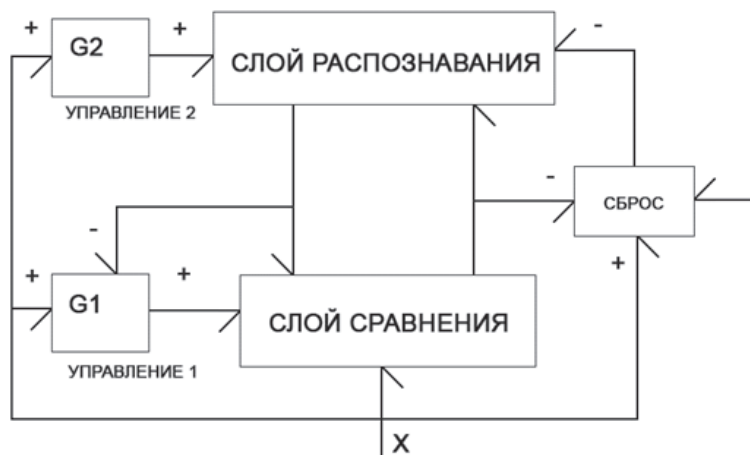 + G2 + СЛОЙ РАСПОЗНАВАНИЯ -
УПРАВЛЕНИЕ 2
- СБРОС
-
+ G1 + СЛОЙ СРАВНЕНИЯ +
УПРАВЛЕНИЕ 1
X